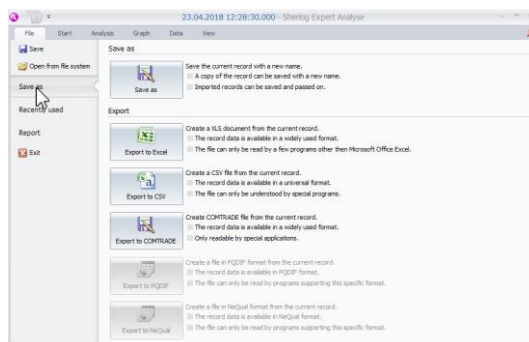 23.04.2018 12:28:30.000 - Sherlog Expert Analyse
File Start Analysis Graph Data View
Save
Open from file system
Save as
Recently used
Report
Exit
Save as
Save as
Save the current record with a new name.
A copy of the record can be saved with a new name.
Imported records can be saved and passed on.
Export
Export to Excel
Create a XLS document from the current record.
The record data is available in a widely used format.
The file can only be read by a few programs other then Microsoft Office Excel.
Export to CSV
Create a CSV file from the current record.
The record data is available in a universal format.
The file can only be understood by special programs.
Export to COMTRADE
Create COMTRADE file from the current record.
The record data is available in a widely used format.
Only readable by special applications.
Export to PQDIF
Create a file in PQDIF format from the current record.
The record data is available in PQDIF format.
The file can only be read by programs supporting this specific format.
Export to NeQual
Create a file in NeQual format from the current record.
The record data is available in NeQual format.
The file can only be read by programs supporting this specific format.